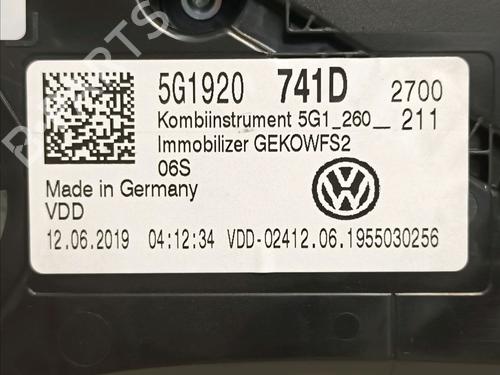 5G1920 741D 2700
Kombiinstrument 5G1_260__ 211
Immobilizer GEKOWFS2
06S
Made in Germany
VDD
12.06.2019 04:12:34 VDD-02412.06.1955030256